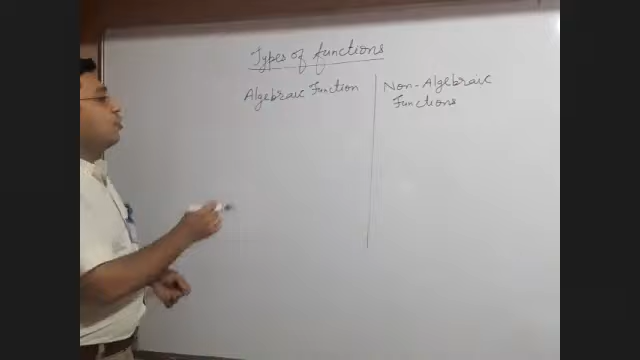 Types of functions
Algebraic Function
Non-Algebraic
Functions